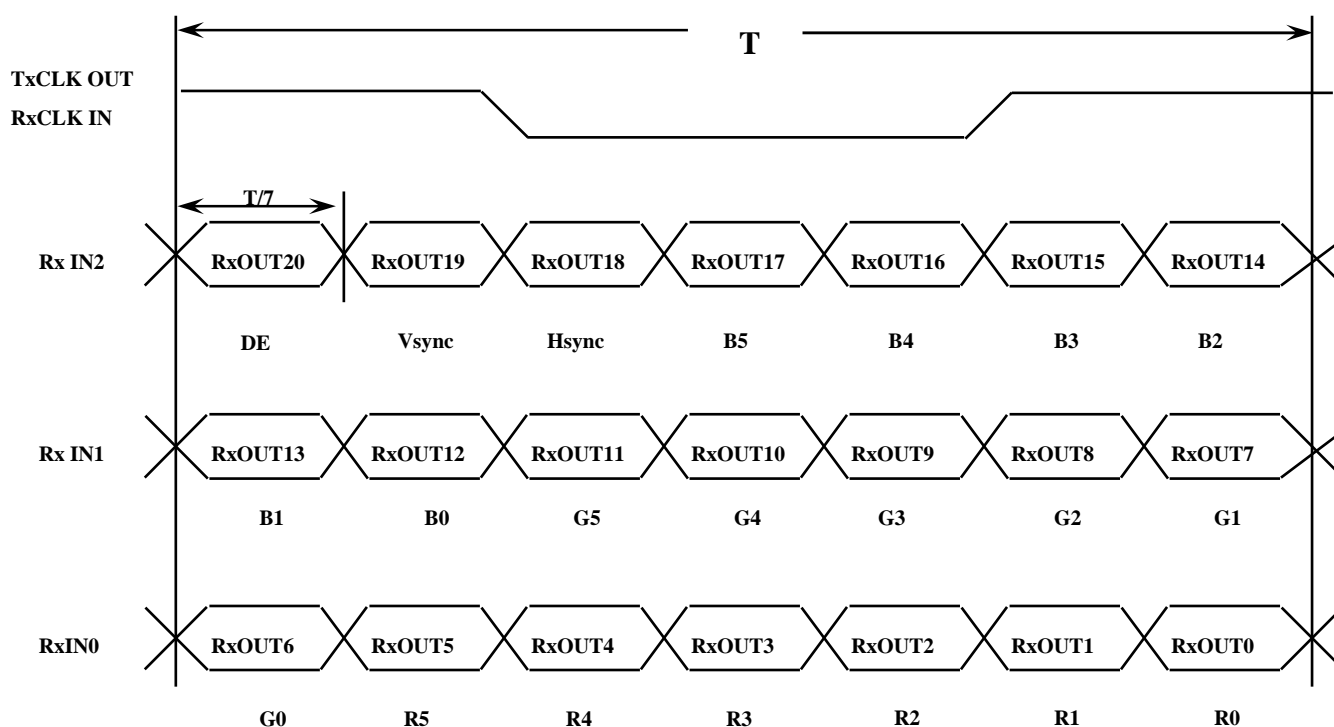 T
TxCLK OUT
RxCLK IN
T/7
Rx IN2 RxOUT20 RxOUT19 RxOUT18 RxOUT17 RxOUT16 RxOUT15 RxOUT14
DE Vsync Hsync B5 B4 B3 B2
Rx IN1 RxOUT13 RxOUT12 RxOUT11 RxOUT10 RxOUT9 RxOUT8 RxOUT7
B1 B0 G5 G4 G3 G2 G1
RxIN0 RxOUT6 RxOUT5 RxOUT4 RxOUT3 RxOUT2 RxOUT1 RxOUT0
G0 R5 R4 R3 R2 R1 R0